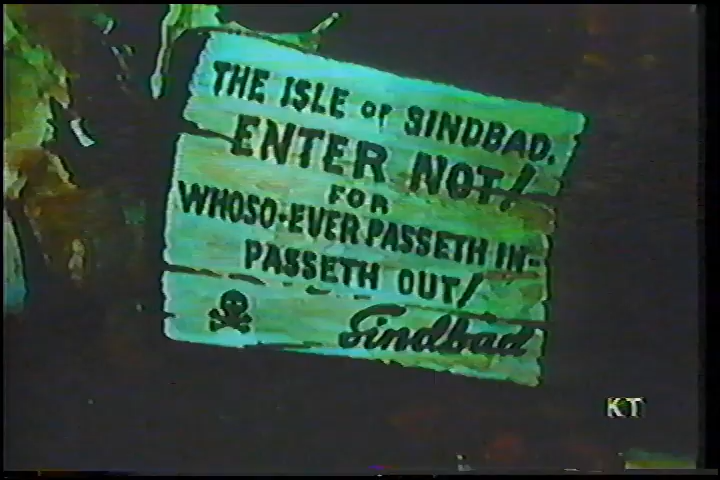 THE ISLE OF SINDBAD.
ENTER NOT!
FOR
WHOSO-EVER PASSETH IN-
PASSETH OUT!
Sindbad
KT